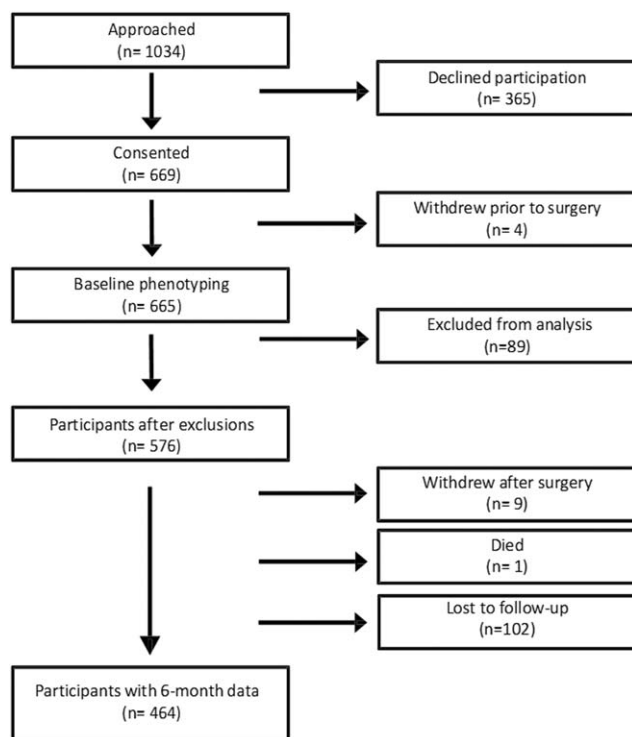 Approached
(n= 1034)
Declined participation
(n= 365)
Consented
(n= 669)
Withdrew prior to surgery
(n= 4)
Baseline phenotyping
(n= 665)
Excluded from analysis
(n=89)
Participants after exclusions
(n= 576)
Withdrew after surgery
(n= 9)
Died
(n= 1)
Lost to follow-up
(n=102)
Participants with 6-month data
(n= 464)